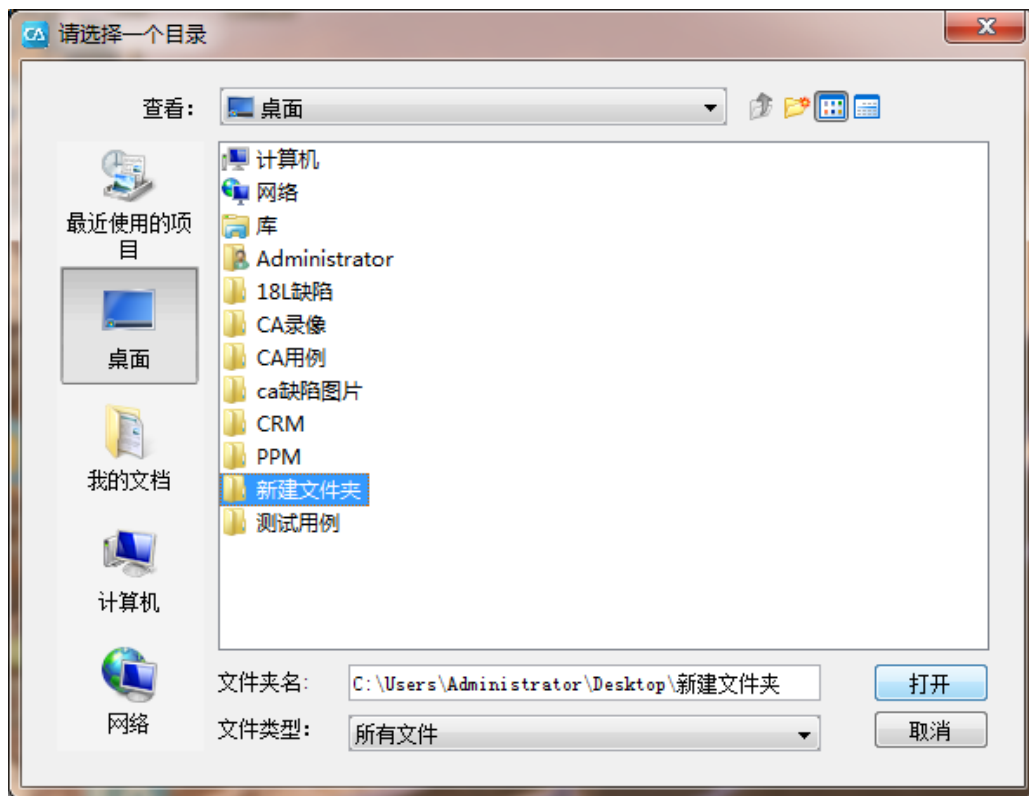 CA 请选择一个目录
查看：
桌面
最近使用的项
目
桌面
我的文档
计算机
网络
计算机
网络
库
Administrator
18L缺陷
CA录像
CA用例
ca缺陷图片
CRM
PPM
新建文件夹
测试用例
文件夹名:
C:\Users\Administrator\Desktop\新建文件夹
打开
文件类型：
所有文件
取消